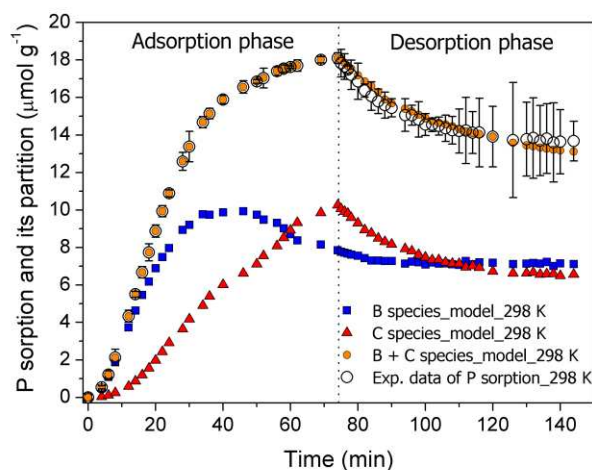 Adsorption phase
Desorption phase
P sorption and its partition (μmol g⁻¹)
20
18
16
14
12
10
8
6
4
2
0
B species_model_298 K
C species_model_298 K
B + C species_model_298 K
Exp. data of P sorption_298 K
0 20 40 60 80 100 120 140
Time (min)